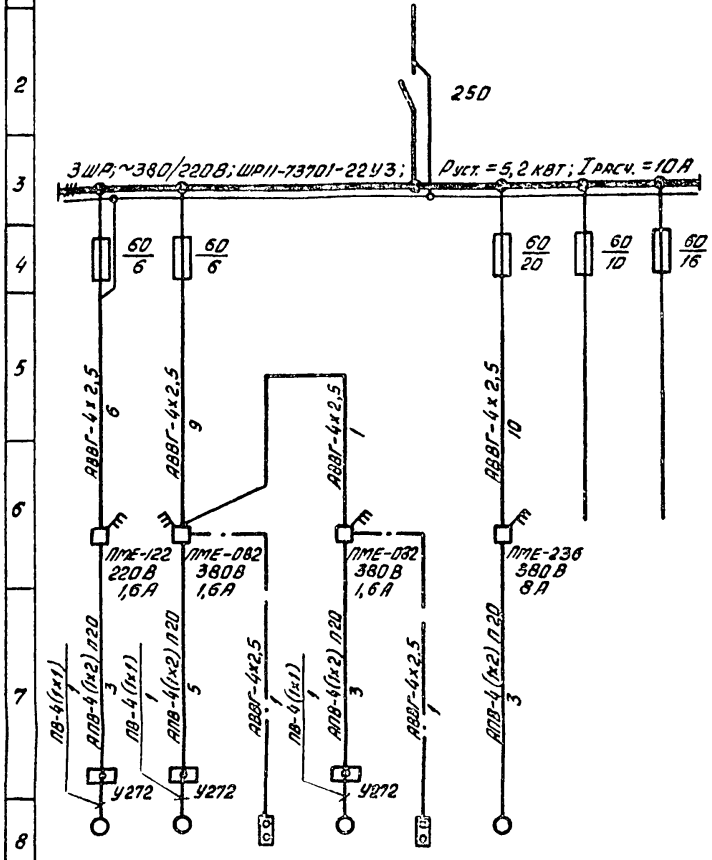 2
250
3
3ШР; ~380/220В; ШР11-73701-22У3; Руст. = 5,2 кВт; Iрасч. = 10А
4
60
6
60
6
60
20
60
10
60
16
5
АВВГ-4х2,5
6
АВВГ-4х2,5
9
АВВГ-4х2,5
1
АВВГ-4х2,5
10
6
ПМЕ-122
220В
1,6А
ПМЕ-082
380В
1,6А
ПМЕ-082
380В
1,6А
ПМЕ-236
380В
8А
7
ПВ-4(1х1)
1
АПВ-4(1х2) П20
3
ПВ-4(1х1)
1
АПВ-4(1х2) П20
5
АВВГ-4х2,5
1
ПВ-4(1х1)
1
АПВ-4(1х2) П20
3
АВВГ-4х2,5
1
АПВ-4(1х2) П20
3
У272
У272
У272
8